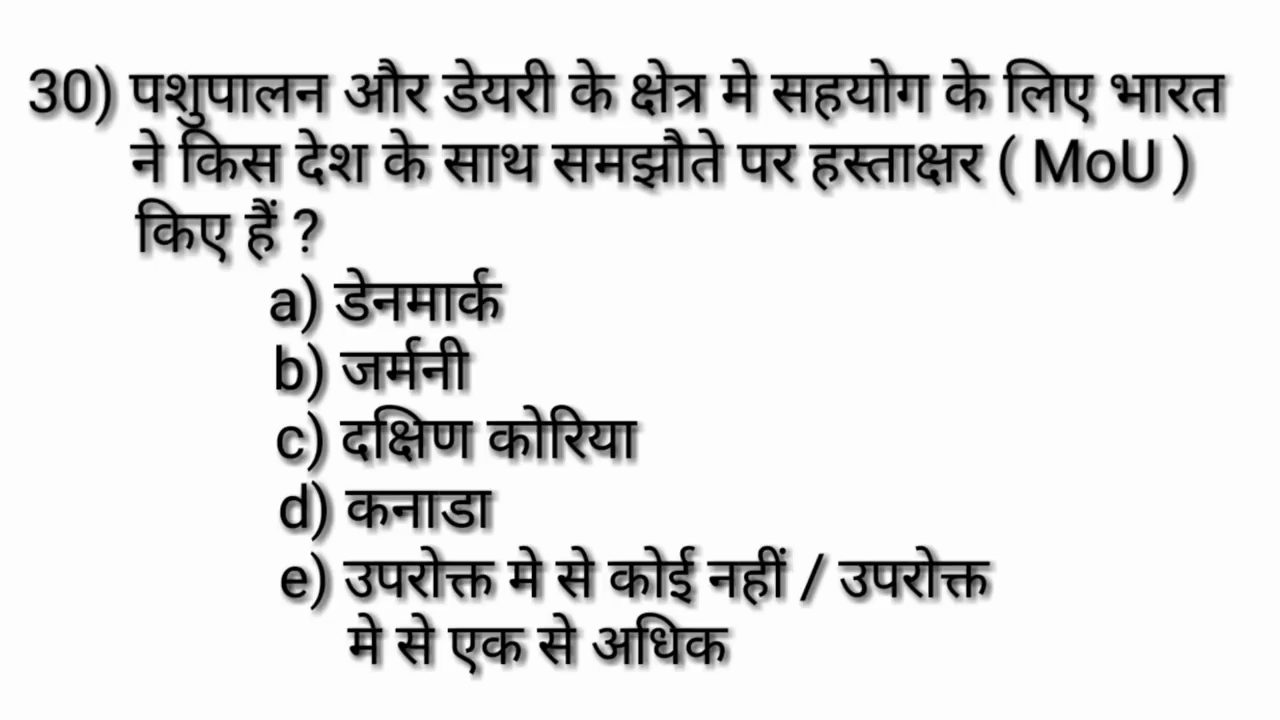 30) पशुपालन और डेयरी के क्षेत्र मे सहयोग के लिए भारत
ने किस देश के साथ समझौते पर हस्ताक्षर ( MoU )
किए हैं ?
a) डेनमार्क
b) जर्मनी
c) दक्षिण कोरिया
d) कनाडा
e) उपरोक्त मे से कोई नहीं / उपरोक्त
मे से एक से अधिक